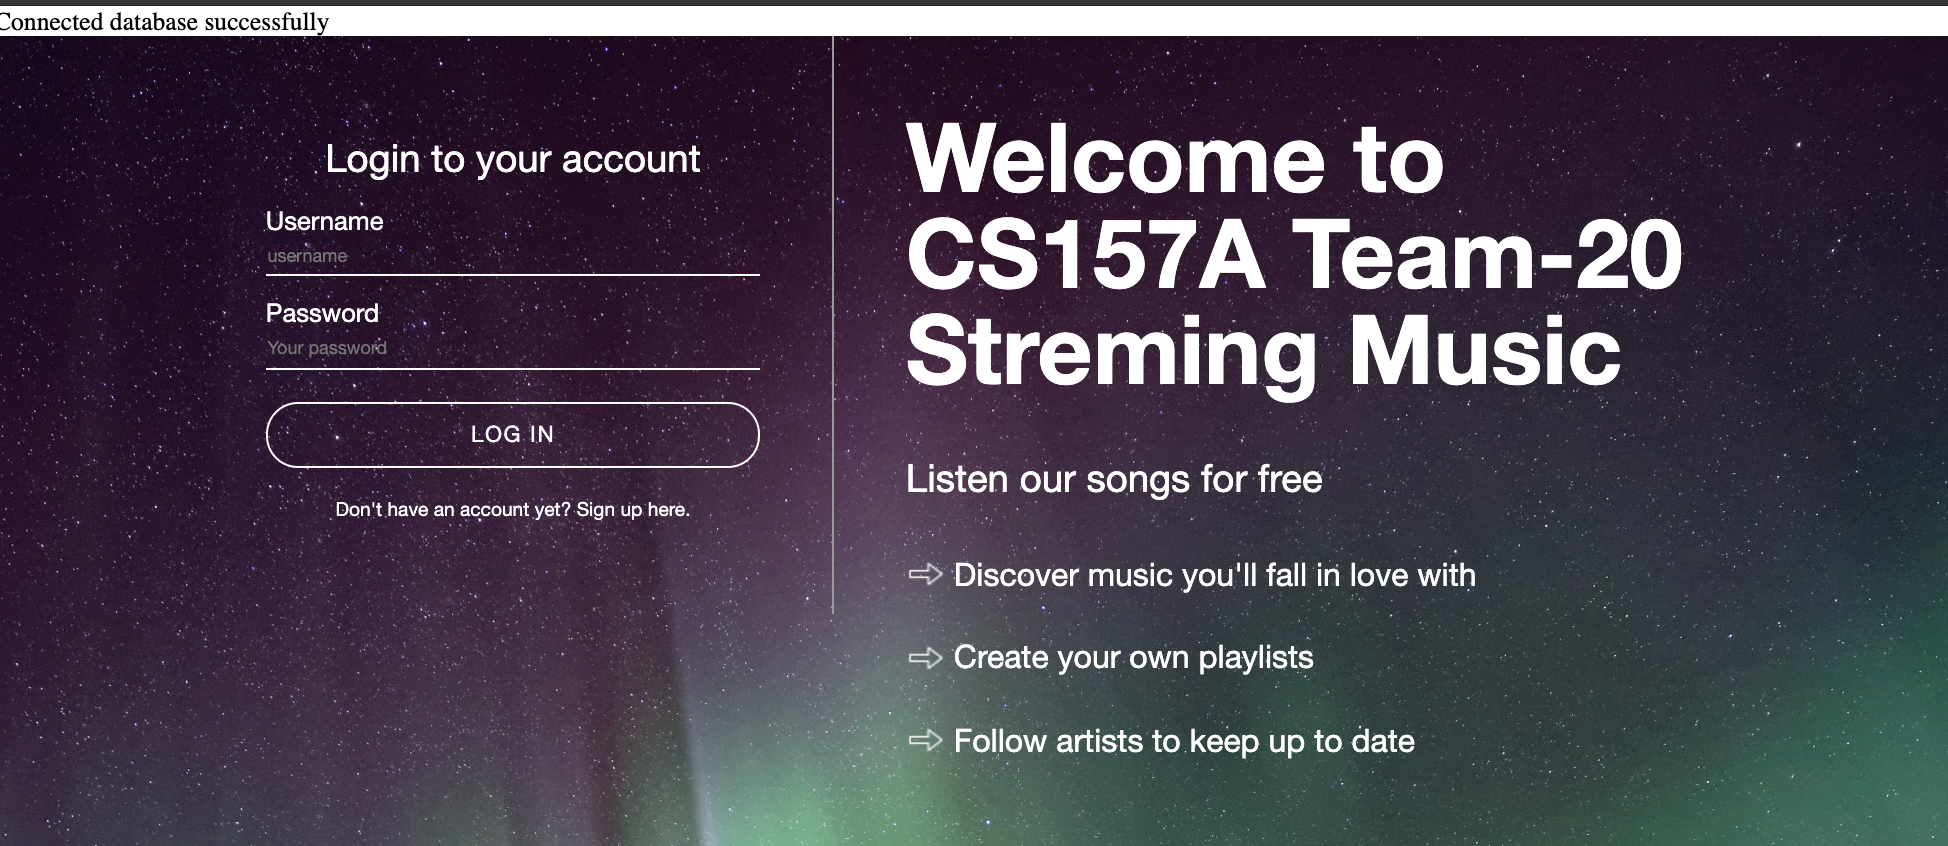 Connected database successfully
Login to your account
Username
username
Password
Your password
LOG IN
Don't have an account yet? Sign up here.
Welcome to
CS157A Team-20
Streming Music
Listen our songs for free
Discover music you'll fall in love with
Create your own playlists
Follow artists to keep up to date